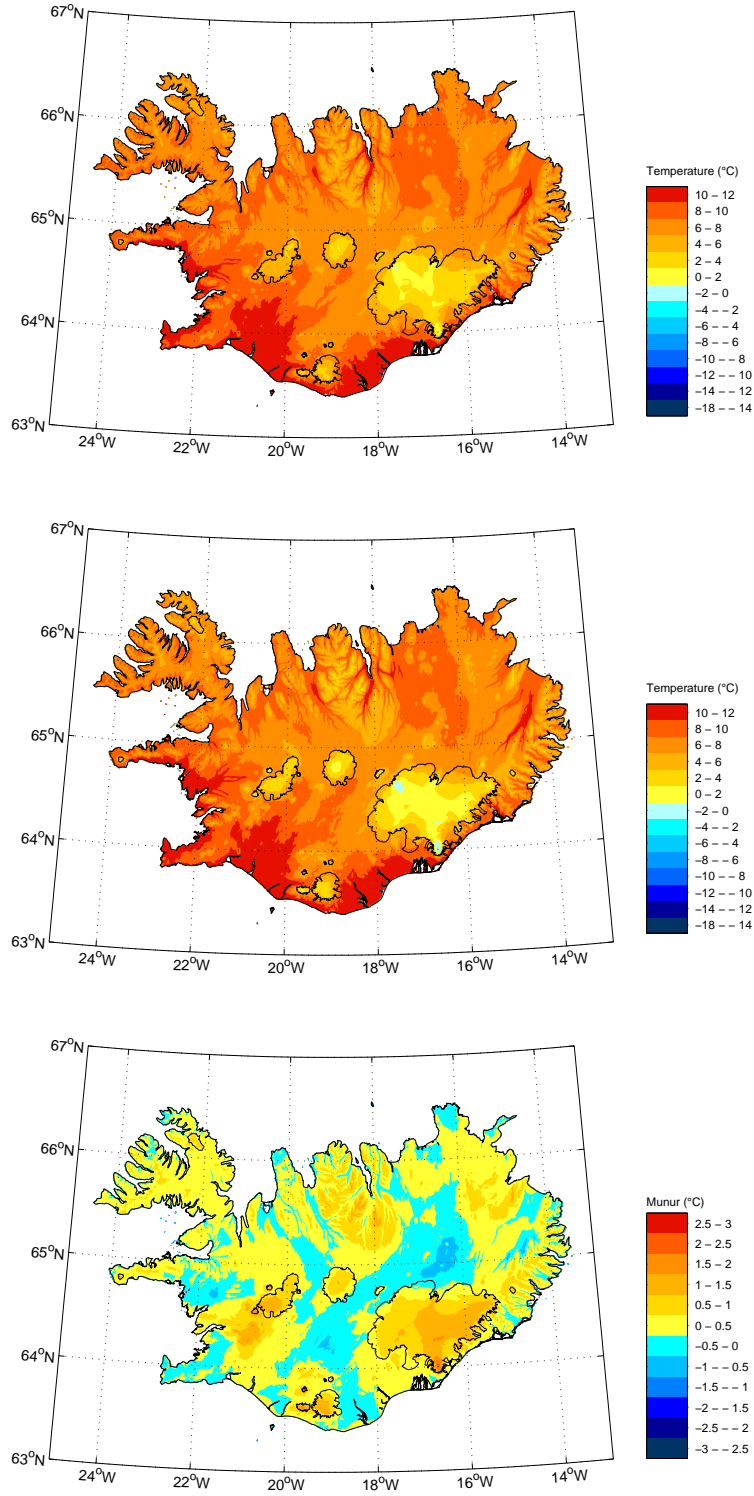 67°N
66°N
65°N
64°N
63°N
24°W
22°W
20°W
18°W
16°W
14°W
Temperature (°C)
10 – 12
8 – 10
6 – 8
4 – 6
2 – 4
0 – 2
–2 – 0
–4 – –2
–6 – –4
–8 – –6
–10 – –8
–12 – –10
–14 – –12
–18 – –14
67°N
66°N
65°N
64°N
63°N
24°W
22°W
20°W
18°W
16°W
14°W
Temperature (°C)
10 – 12
8 – 10
6 – 8
4 – 6
2 – 4
0 – 2
–2 – 0
–4 – –2
–6 – –4
–8 – –6
–10 – –8
–12 – –10
–14 – –12
–18 – –14
67°N
66°N
65°N
64°N
63°N
24°W
22°W
20°W
18°W
16°W
14°W
Munur (°C)
2.5 – 3
2 – 2.5
1.5 – 2
1 – 1.5
0.5 – 1
0 – 0.5
–0.5 – 0
–1 – –0.5
–1.5 – –1
–2 – –1.5
–2.5 – –2
–3 – –2.5